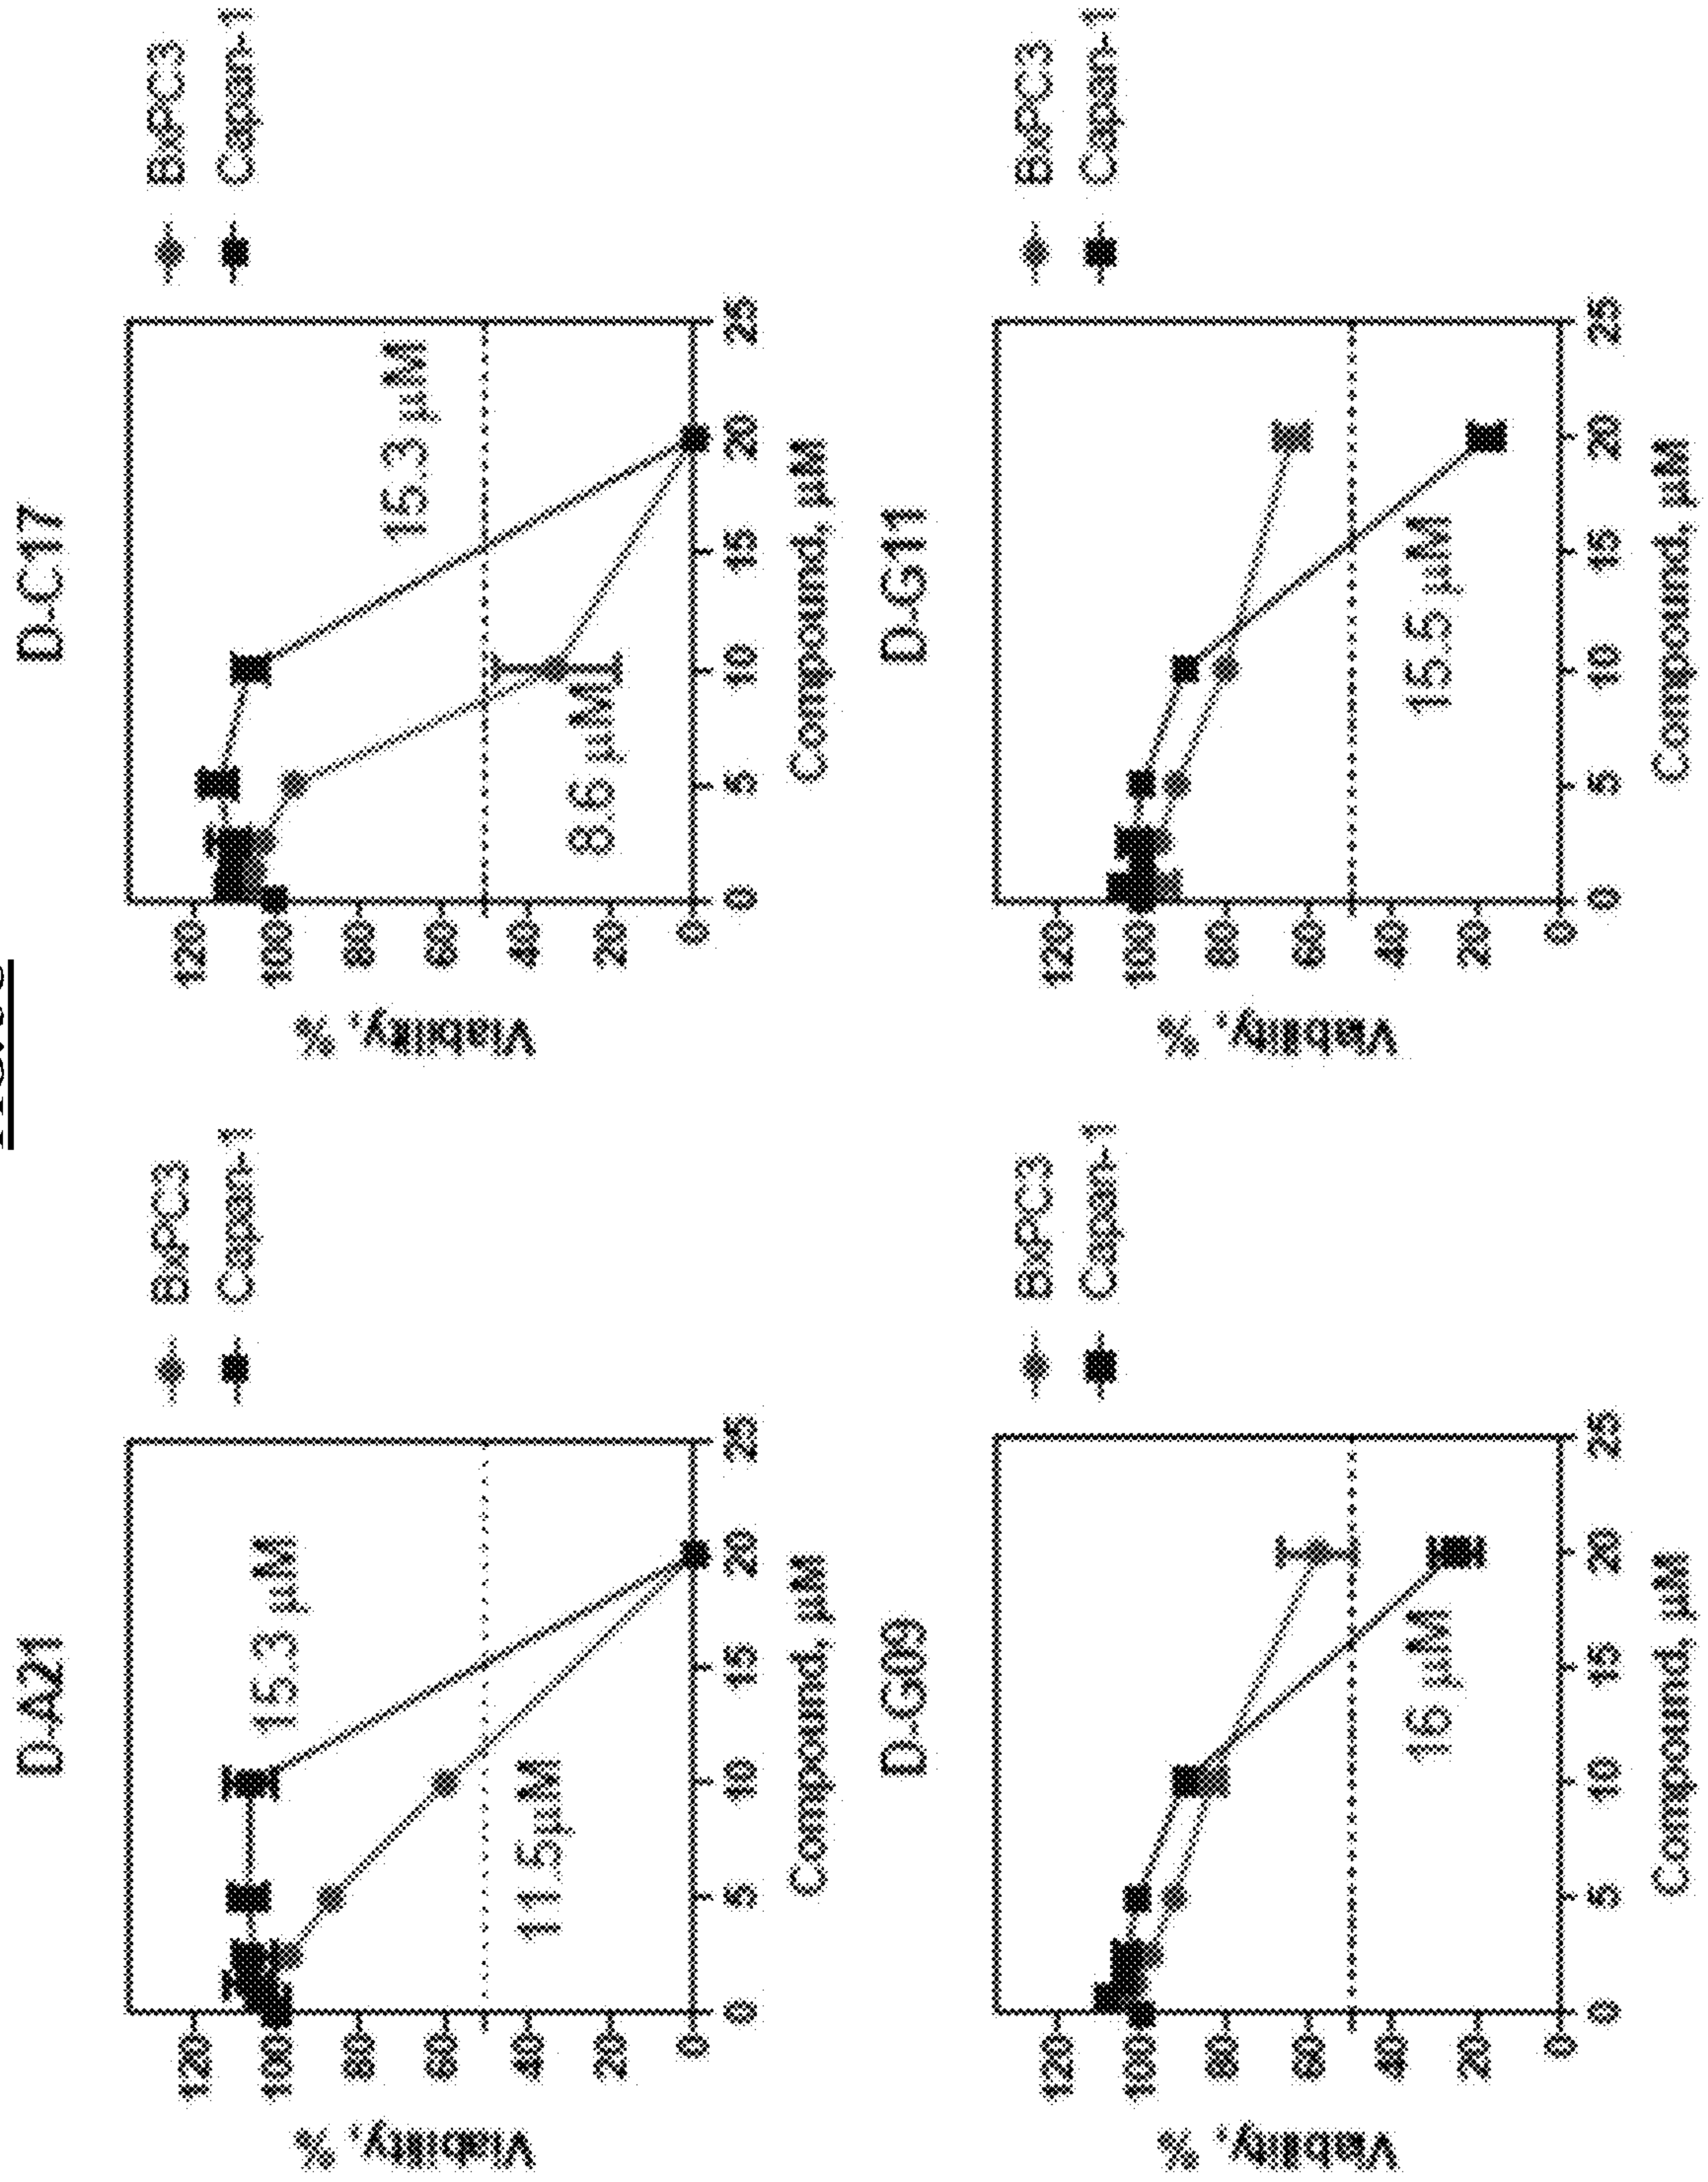 D-A21
BxPC3
Capan-1
Viability, %
120
100
80
60
40
20
0
15.3 μM
11.5μM
0
5
10
15
20
25
Compound, μM
D-C17
BxPC3
Capan-1
Viability, %
120
100
80
60
40
20
0
15.3 μM
8.6 μM
0
5
10
15
20
25
Compound, μM
D-G09
BxPC3
Capan-1
Viability, %
120
100
80
60
40
20
0
16 μM
0
5
10
15
20
25
Compound, μM
D-G11
BxPC3
Capan-1
Viability, %
120
100
80
60
40
20
0
15.5 μM
0
5
10
15
20
25
Compound, μM